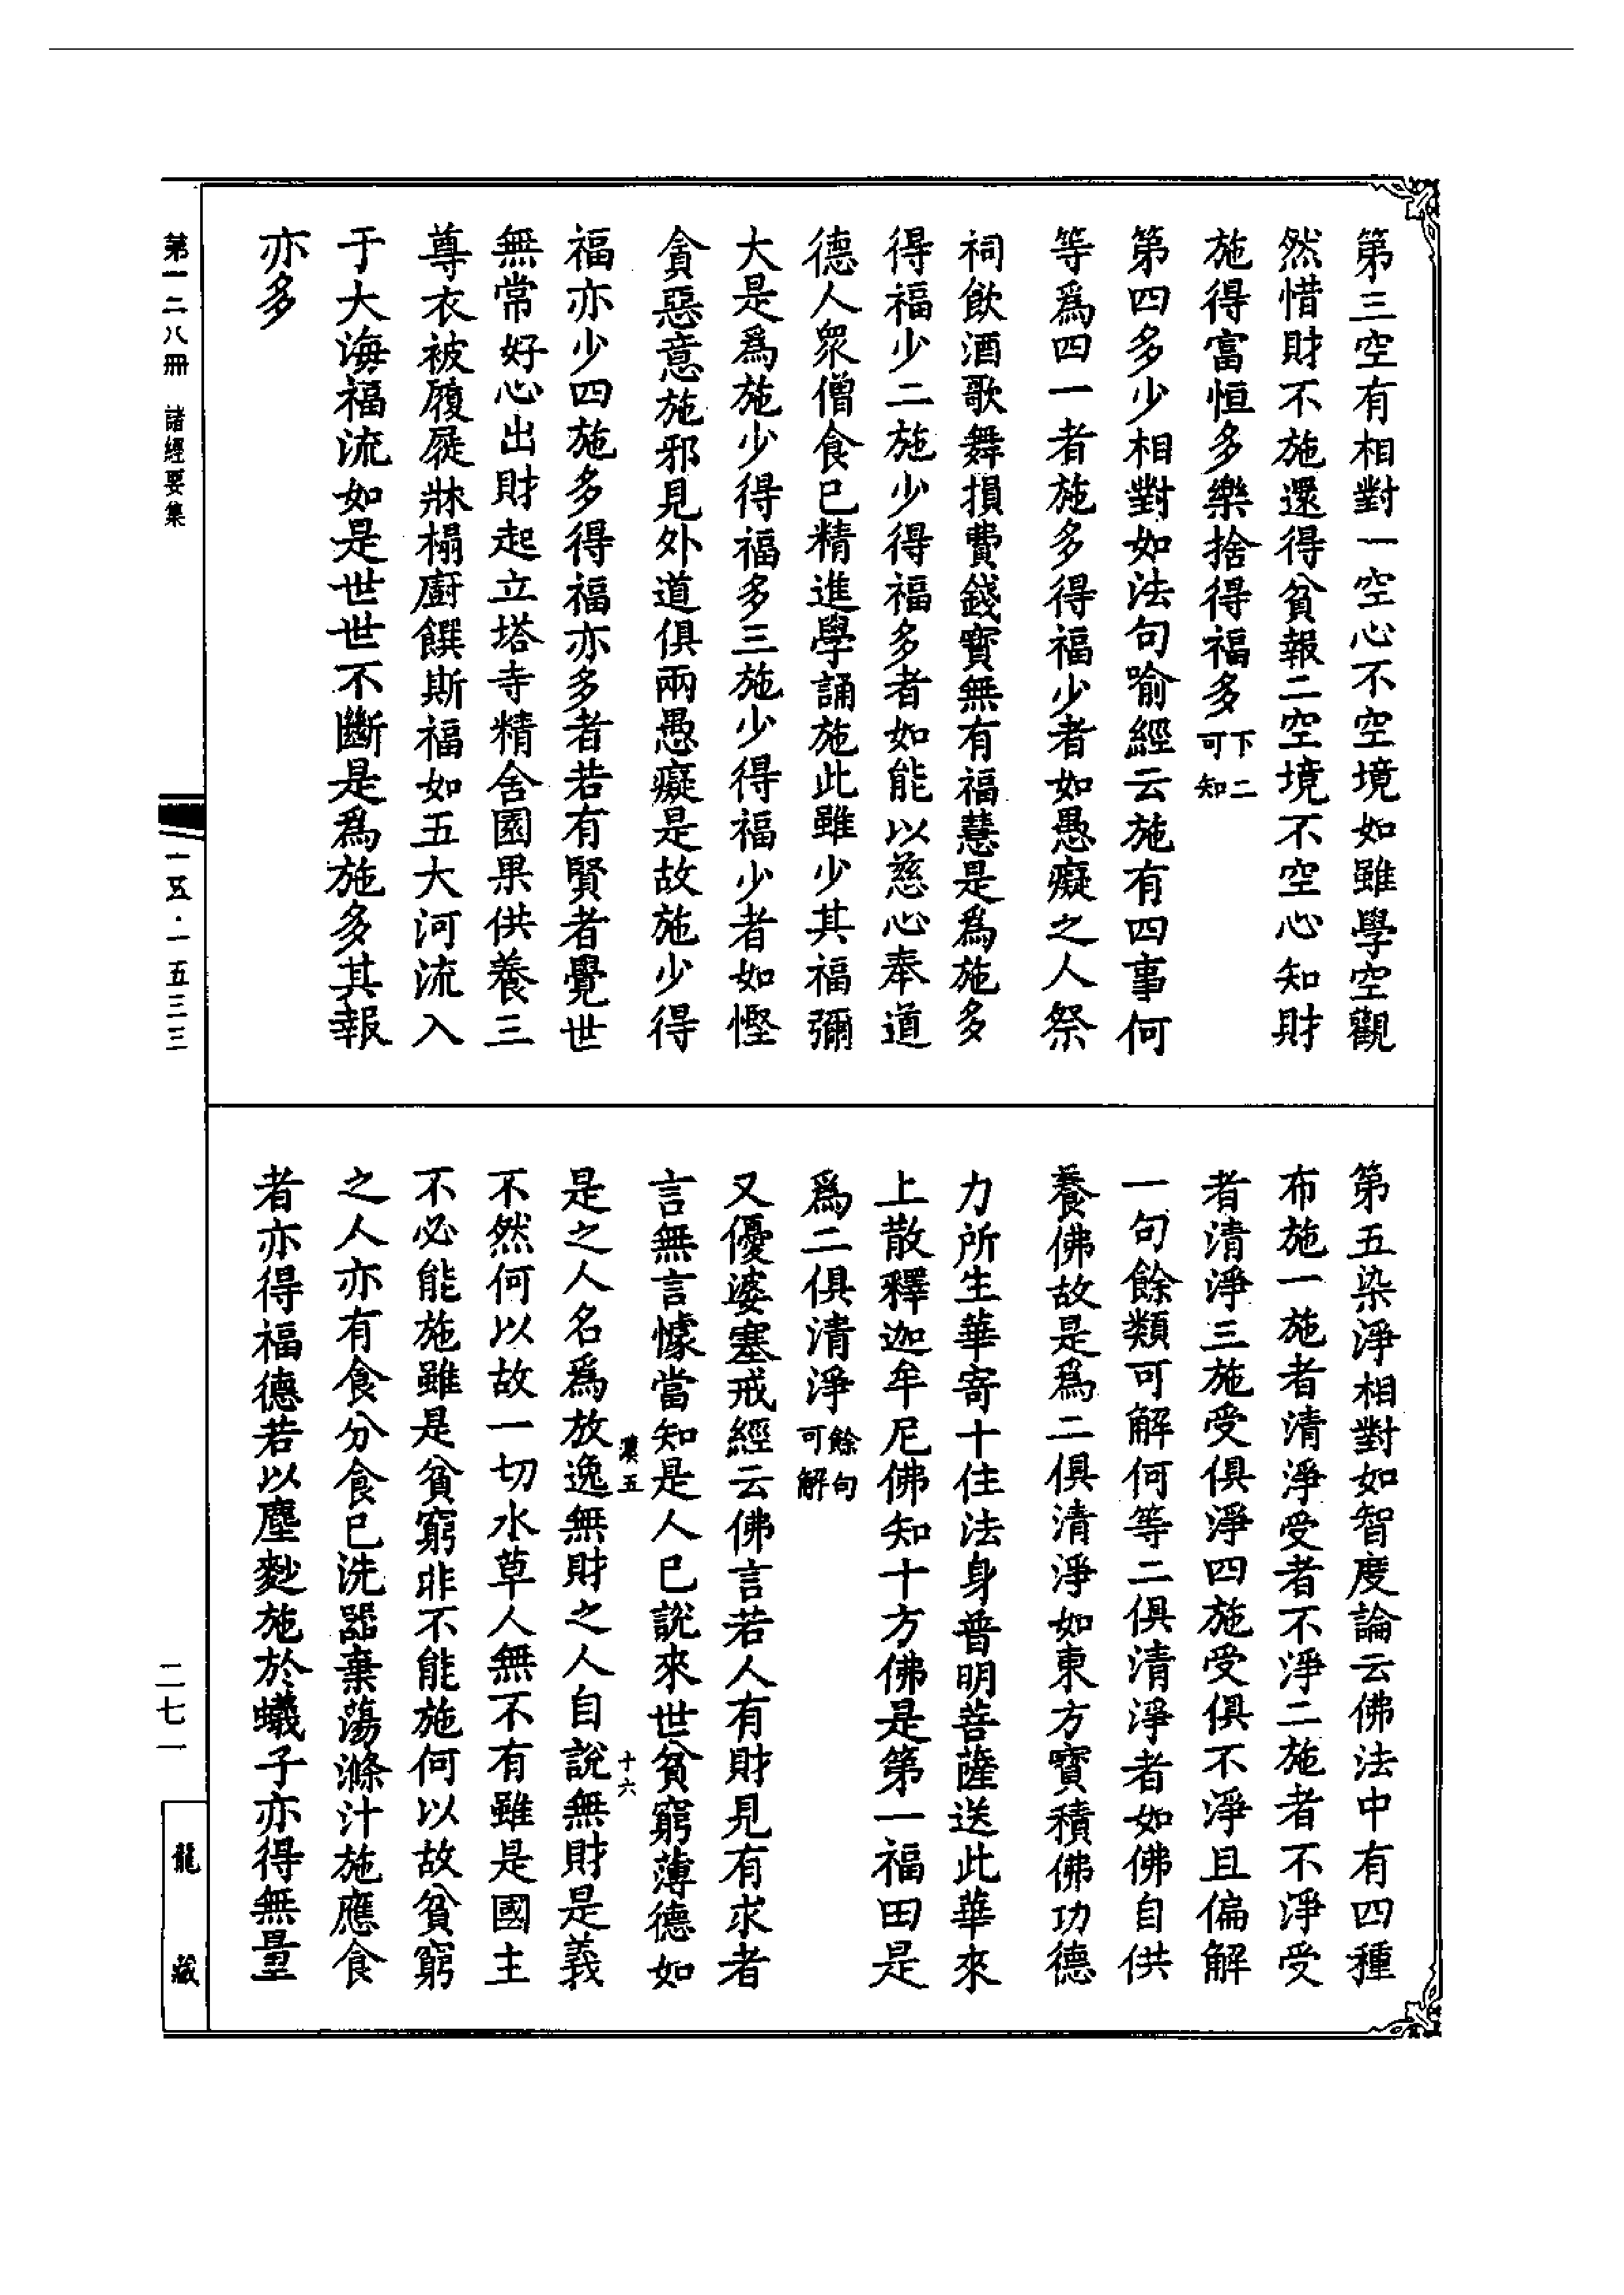 第三空有相對一空心不空境如雖學空觀
然惜財不施還得貧報二空境不空心知財
施得富恒多樂捨得福多下二可知
第四多少相對如法句喻經云施有四事何
等爲四一者施多得福少者如愚癡之人祭
祠飲酒歌舞損費錢寶無有福慧是爲施多
得福少二施少得福多者如能以慈心奉道
德人衆僧食已精進學誦施此雖少其福彌
大是爲施少得福多三施少得福少者如慳
貪惡意施邪見外道俱兩愚癡是故施少得
福亦少四施多得福亦多者若有賢者覺世
無常好心出財起立塔寺精舍園果供養三
尊衣被履屣牀榻廚饌斯福如五大河流入
于大海福流如是世世不斷是爲施多其報
亦多
第五染淨相對如智度論云佛法中有四種
布施一施者清淨受者不淨二施者不淨受
者清淨三施受俱淨四施受俱不淨且偏解
一句餘類可解何等二俱清淨者如佛自供
養佛故是爲二俱清淨如東方寶積佛功德
力所生華寄十住法身普明菩薩送此華來
上散釋迦牟尼佛知十方佛是第一福田是
爲二俱清淨餘句可解
又優婆塞戒經云佛言若人有財見有求者
言無言懅當知是人已說來世貧窮薄德如
漢五 十六
是之人名爲放逸無財之人自說無財是義
不然何以故一切水草人無不有雖是國主
不必能施雖是貧窮非不能施何以故貧窮
之人亦有食分食已洗器棄蕩滌汁施應食
者亦得福德若以塵麨施於蟻子亦得無量
第一二八冊 諸經要集
一五·一五三三
二七一
龍藏